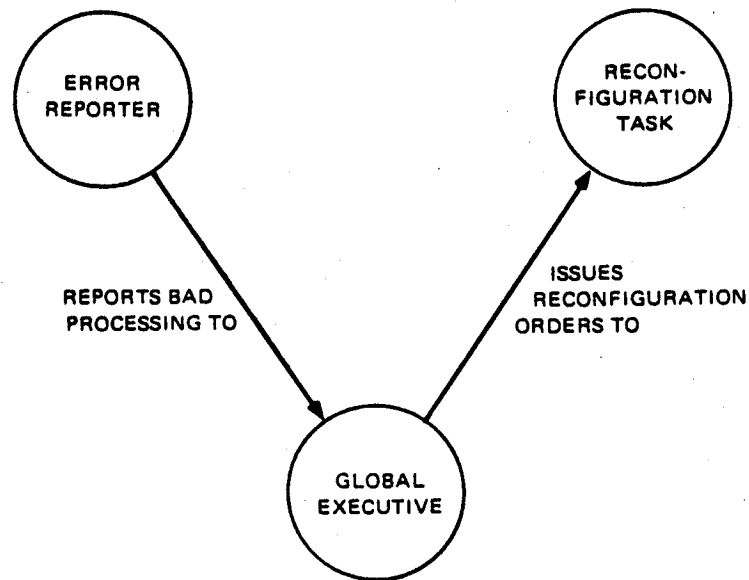 ERROR
REPORTER
RECON-
FIGURATION
TASK
REPORTS BAD
PROCESSING TO
ISSUES
RECONFIGURATION
ORDERS TO
GLOBAL
EXECUTIVE